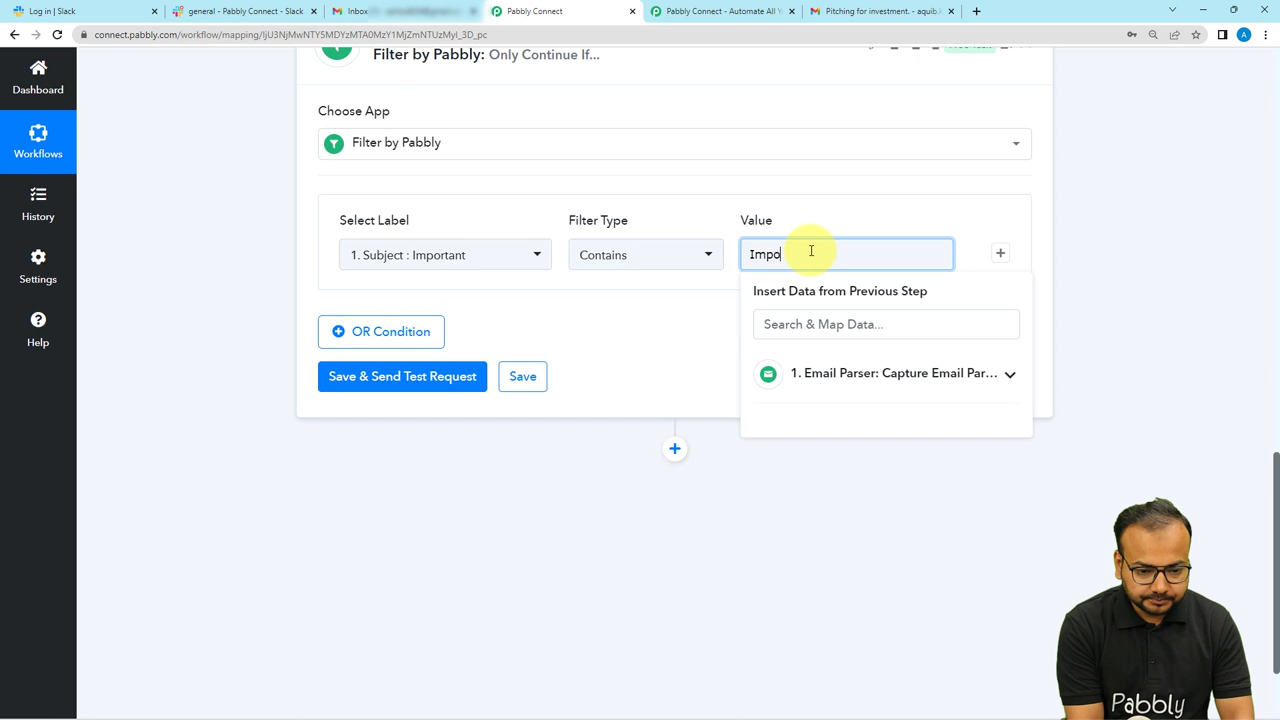 Log in | Slack
general - Pabbly Connect - Slack
Inbox
Pabbly Connect
Pabbly Connect - Automate All Y
Pitching for investment. - aquib.k
connect.pabbly.com/workflow/mapping/IjU3NjMwNTY5MDYzMTA0MzY1MjZmNTUzMyI_3D_pc
A
Dashboard
Workflows
History
Settings
Help
Filter by Pabbly: Only Continue If...
Choose App
Filter by Pabbly
Select Label
Filter Type
Value
1. Subject : Important
Contains
Impo
Insert Data from Previous Step
Search & Map Data...
1. Email Parser: Capture Email Par...
OR Condition
Save & Send Test Request
Save
Pabbly